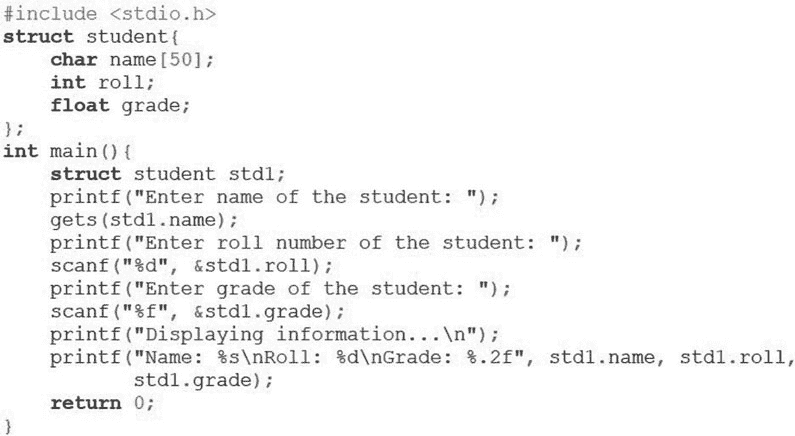 #include <stdio.h>
struct student{
    char name[50];
    int roll;
    float grade;
};
int main(){
    struct student std1;
    printf("Enter name of the student: ");
    gets(std1.name);
    printf("Enter roll number of the student: ");
    scanf("%d", &std1.roll);
    printf("Enter grade of the student: ");
    scanf("%f", &std1.grade);
    printf("Displaying information...\n");
    printf("Name: %s\nRoll: %d\nGrade: %.2f", std1.name, std1.roll,
           std1.grade);
    return 0;
}